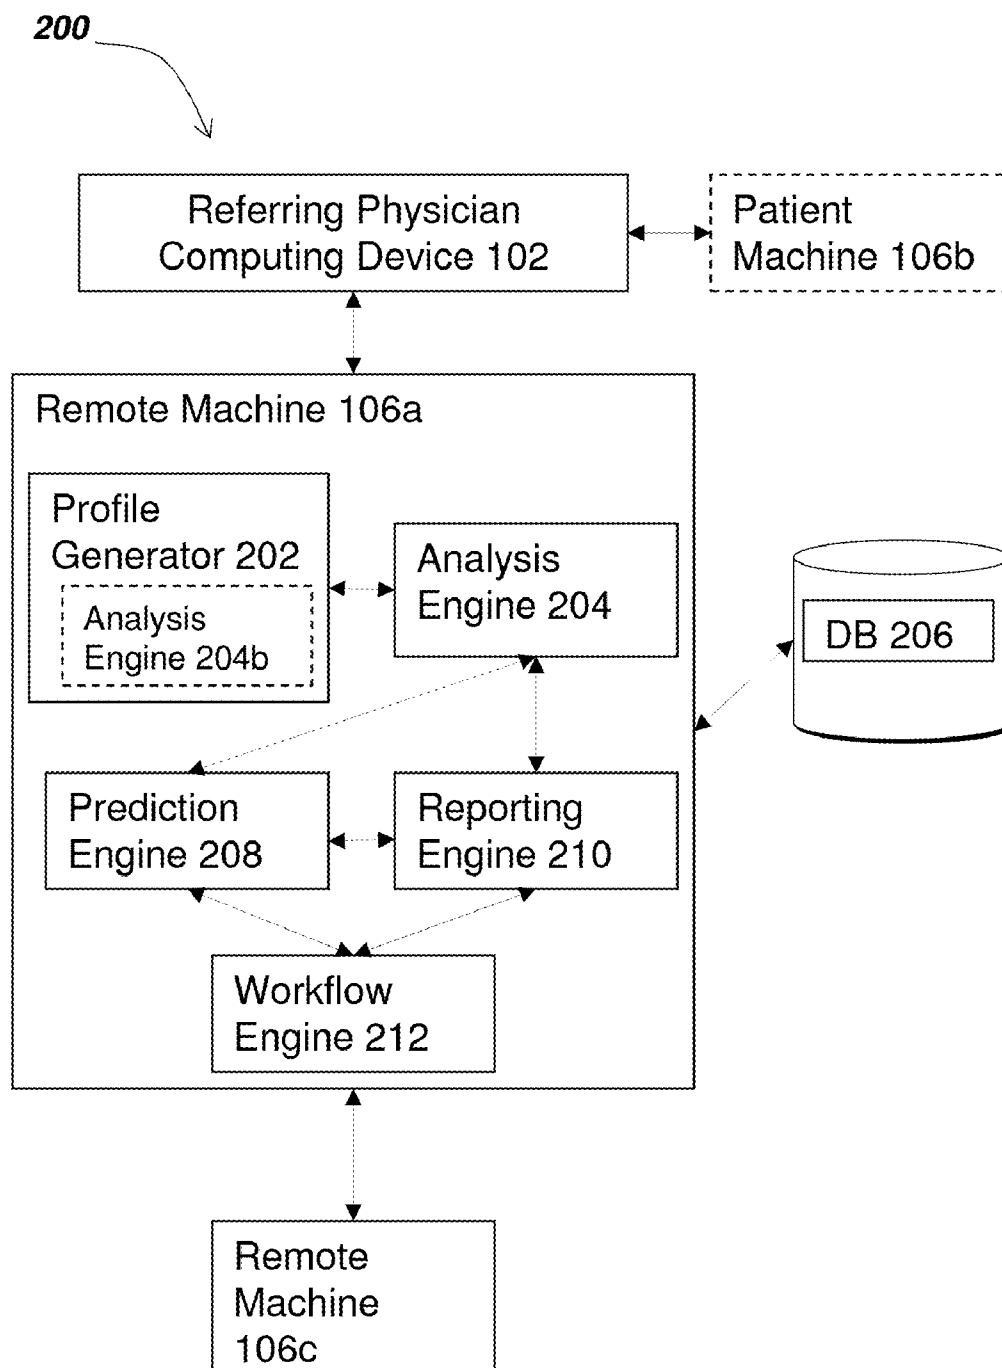 200
Referring Physician
Computing Device 102
Patient
Machine 106b
Remote Machine 106a
Profile
Generator 202
Analysis
Engine 204b
Analysis
Engine 204
DB 206
Prediction
Engine 208
Reporting
Engine 210
Workflow
Engine 212
Remote
Machine
106c